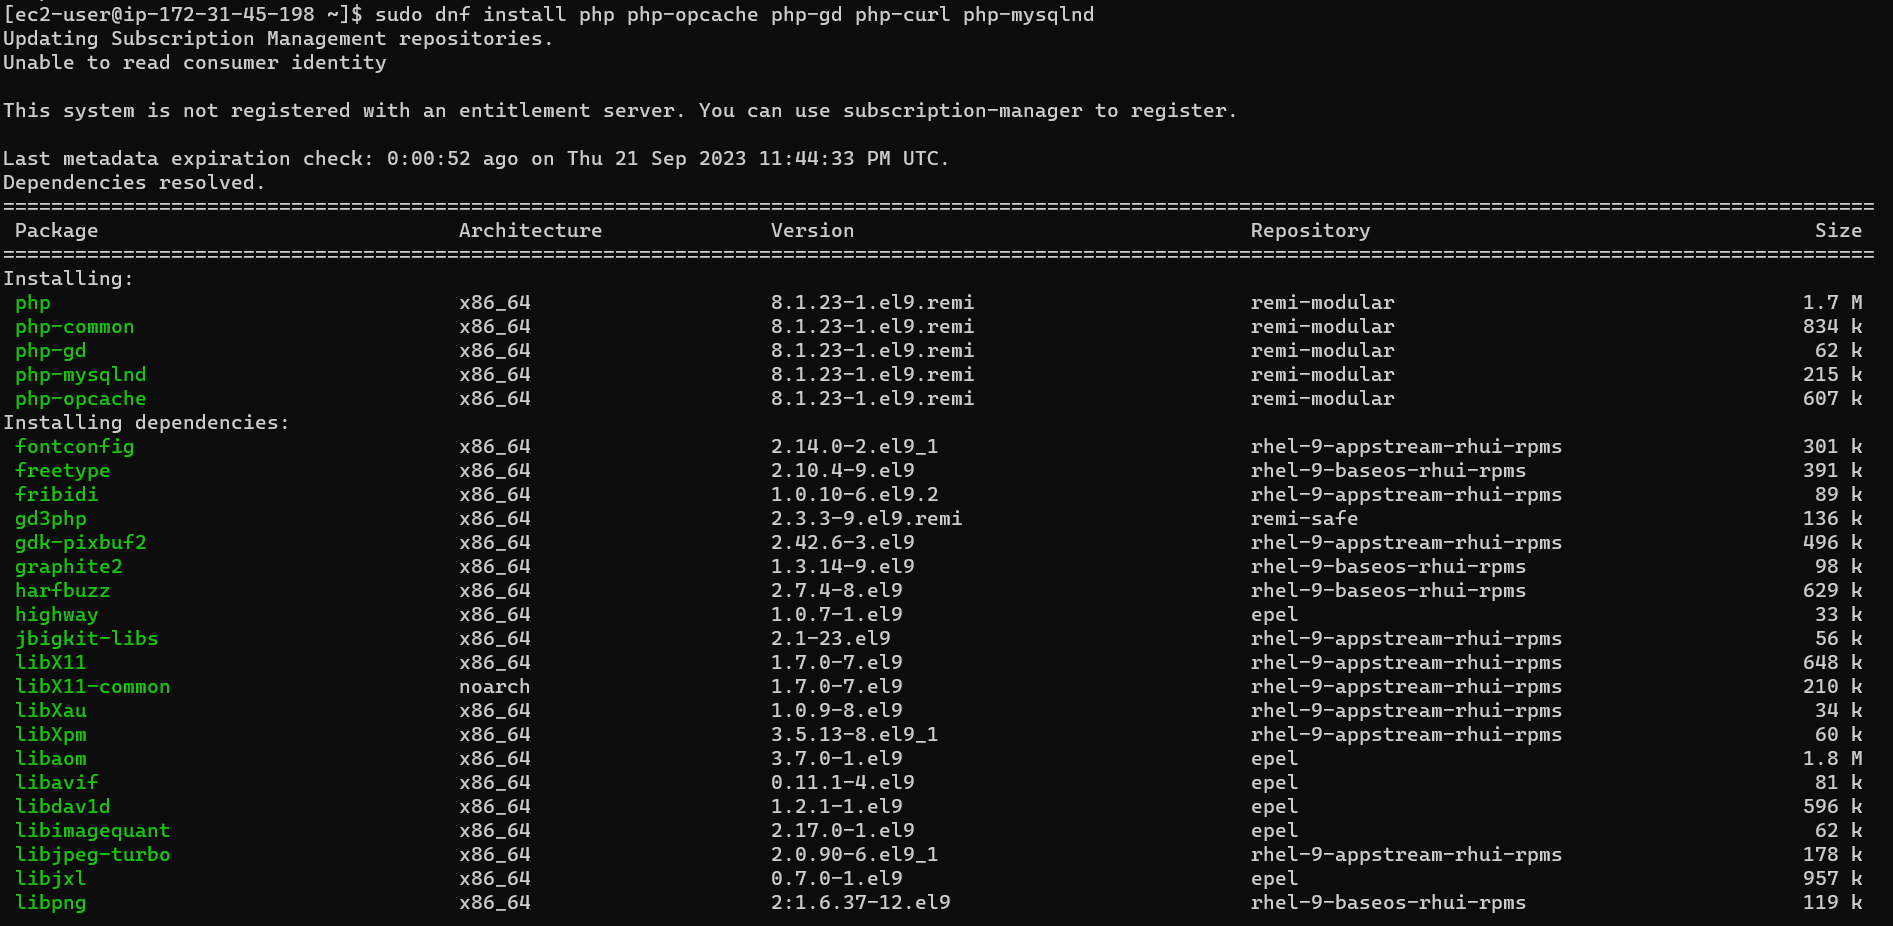 [ec2-user@ip-172-31-45-198 ~]$ sudo dnf install php php-opcache php-gd php-curl php-mysqlnd
Updating Subscription Management repositories.
Unable to read consumer identity
This system is not registered with an entitlement server. You can use subscription-manager to register.
Last metadata expiration check: 0:00:52 ago on Thu 21 Sep 2023 11:44:33 PM UTC.
Dependencies resolved.
============================================================================================================================================================
Package Architecture Version Repository Size
============================================================================================================================================================
Installing:
php x86_64 8.1.23-1.el9.remi remi-modular 1.7 M
php-common x86_64 8.1.23-1.el9.remi remi-modular 834 k
php-gd x86_64 8.1.23-1.el9.remi remi-modular 62 k
php-mysqlnd x86_64 8.1.23-1.el9.remi remi-modular 215 k
php-opcache x86_64 8.1.23-1.el9.remi remi-modular 607 k
Installing dependencies:
fontconfig x86_64 2.14.0-2.el9_1 rhel-9-appstream-rhui-rpms 301 k
freetype x86_64 2.10.4-9.el9 rhel-9-baseos-rhui-rpms 391 k
fribidi x86_64 1.0.10-6.el9.2 rhel-9-appstream-rhui-rpms 89 k
gd3php x86_64 2.3.3-9.el9.remi remi-safe 136 k
gdk-pixbuf2 x86_64 2.42.6-3.el9 rhel-9-appstream-rhui-rpms 496 k
graphite2 x86_64 1.3.14-9.el9 rhel-9-baseos-rhui-rpms 98 k
harfbuzz x86_64 2.7.4-8.el9 rhel-9-baseos-rhui-rpms 629 k
highway x86_64 1.0.7-1.el9 epel 33 k
jbigkit-libs x86_64 2.1-23.el9 rhel-9-appstream-rhui-rpms 56 k
libX11 x86_64 1.7.0-7.el9 rhel-9-appstream-rhui-rpms 648 k
libX11-common noarch 1.7.0-7.el9 rhel-9-appstream-rhui-rpms 210 k
libXau x86_64 1.0.9-8.el9 rhel-9-appstream-rhui-rpms 34 k
libXpm x86_64 3.5.13-8.el9_1 rhel-9-appstream-rhui-rpms 60 k
libaom x86_64 3.7.0-1.el9 epel 1.8 M
libavif x86_64 0.11.1-4.el9 epel 81 k
libdav1d x86_64 1.2.1-1.el9 epel 596 k
libimagequant x86_64 2.17.0-1.el9 epel 62 k
libjpeg-turbo x86_64 2.0.90-6.el9_1 rhel-9-appstream-rhui-rpms 178 k
libjxl x86_64 0.7.0-1.el9 epel 957 k
libpng x86_64 2:1.6.37-12.el9 rhel-9-baseos-rhui-rpms 119 k